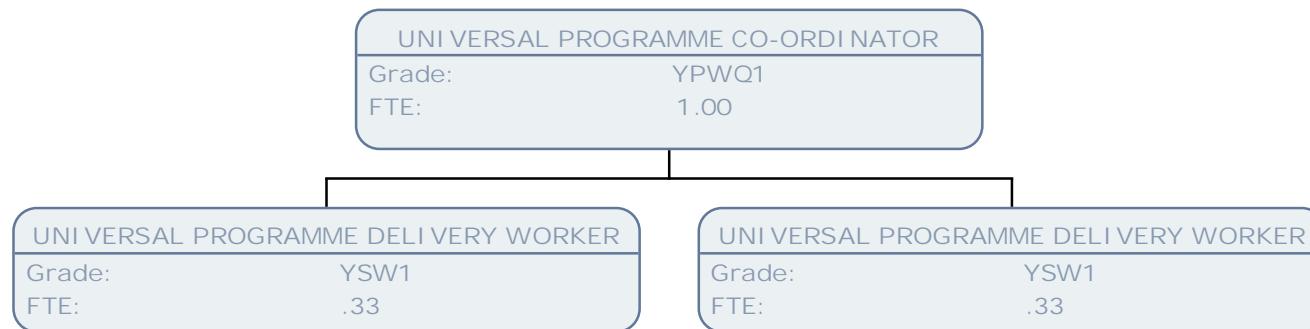 UNIVERSAL PROGRAMME CO-ORDINATOR
Grade: YPWQ1
FTE: 1.00
UNIVERSAL PROGRAMME DELIVERY WORKER
Grade: YSW1
FTE: .33
UNIVERSAL PROGRAMME DELIVERY WORKER
Grade: YSW1
FTE: .33